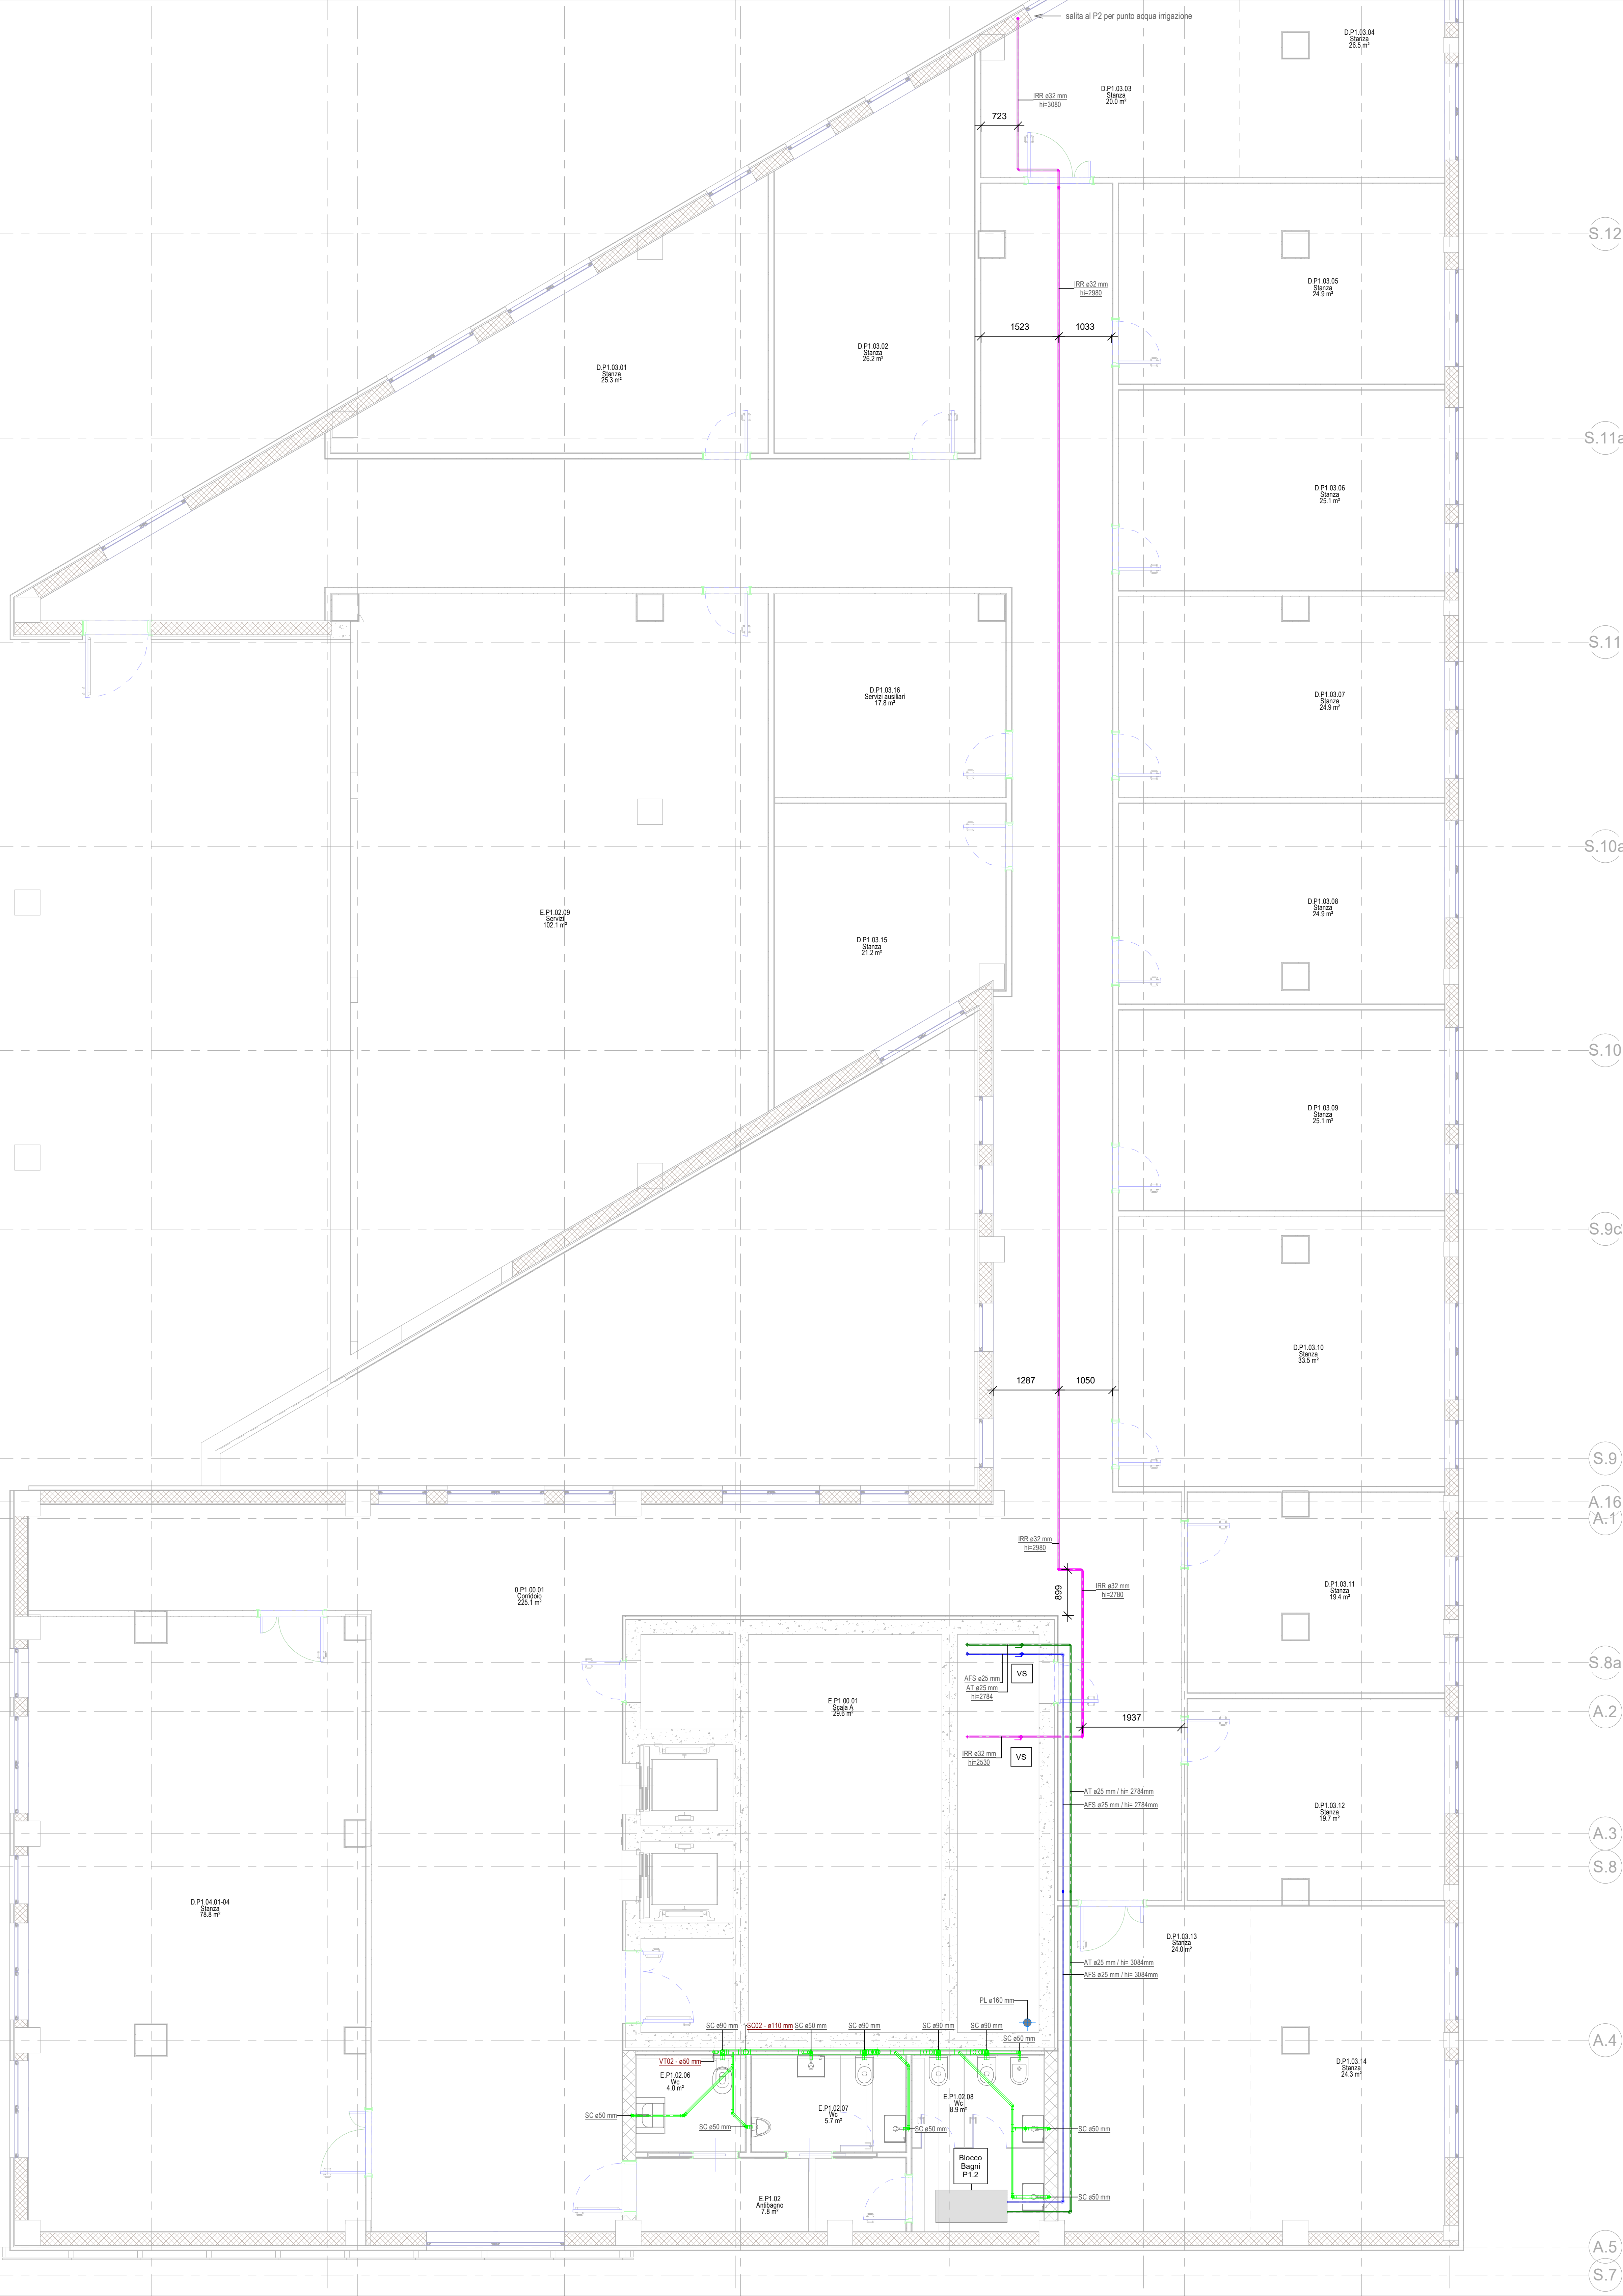 salita al P2 per punto acqua irrigazione
D.P1.03.04
Stanza
26.5 m²
D.P1.03.03
Stanza
20.0 m²
IRR ø32 mm
hi=3080
723
S.12
D.P1.03.05
Stanza
24.9 m²
IRR ø32 mm
hi=2980
1523
1033
D.P1.03.02
Stanza
26.2 m²
D.P1.03.01
Stanza
25.3 m²
S.11a
D.P1.03.06
Stanza
25.1 m²
S.11
D.P1.03.16
Servizi ausiliari
17.8 m²
D.P1.03.07
Stanza
24.9 m²
S.10a
D.P1.03.08
Stanza
24.9 m²
E.P1.02.09
Servizi
102.1 m²
D.P1.03.15
Stanza
21.2 m²
S.10
D.P1.03.09
Stanza
25.1 m²
S.9c
D.P1.03.10
Stanza
33.5 m²
1287
1050
S.9
A.16
A.1
IRR ø32 mm
hi=2980
IRR ø32 mm
hi=2780
899
0.P1.00.01
Corridoio
225.1 m²
D.P1.03.11
Stanza
19.4 m²
S.8a
AFS ø25 mm
AT ø25 mm
hi=2784
VS
E.P1.00.01
Scala A
29.6 m²
A.2
1937
IRR ø32 mm
hi=2530
VS
AT ø25 mm / hi= 2784mm
AFS ø25 mm / hi= 2784mm
D.P1.03.12
Stanza
19.7 m²
A.3
S.8
D.P1.04.01-04
Stanza
78.8 m²
D.P1.03.13
Stanza
24.0 m²
AT ø25 mm / hi= 3084mm
AFS ø25 mm / hi= 3084mm
PL ø160 mm
SC ø90 mm
SC02 - ø110 mm
SC ø50 mm
SC ø90 mm
SC ø90 mm
SC ø90 mm
SC ø50 mm
A.4
VT02 - ø50 mm
E.P1.02.06
Wc
4.0 m²
D.P1.03.14
Stanza
24.3 m²
E.P1.02.08
Wc
8.9 m²
E.P1.02.07
Wc
5.7 m²
SC ø50 mm
SC ø50 mm
SC ø50 mm
SC ø50 mm
Blocco
Bagni
P1.2
SC ø50 mm
E.P1.02
Antibagno
7.8 m²
A.5
S.7